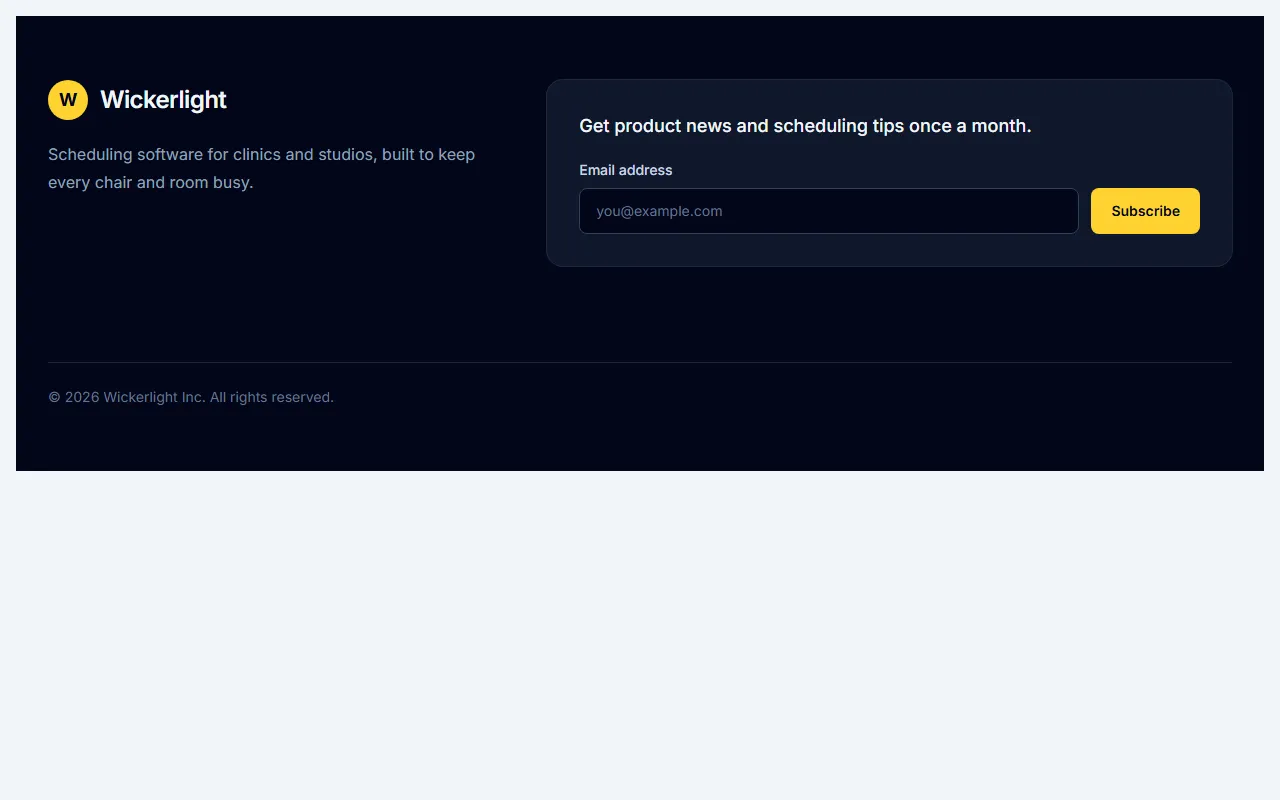 W
Wickerlight
Scheduling software for clinics and studios, built to keep
every chair and room busy.
Get product news and scheduling tips once a month.
Email address
you@example.com
Subscribe
© 2026 Wickerlight Inc. All rights reserved.